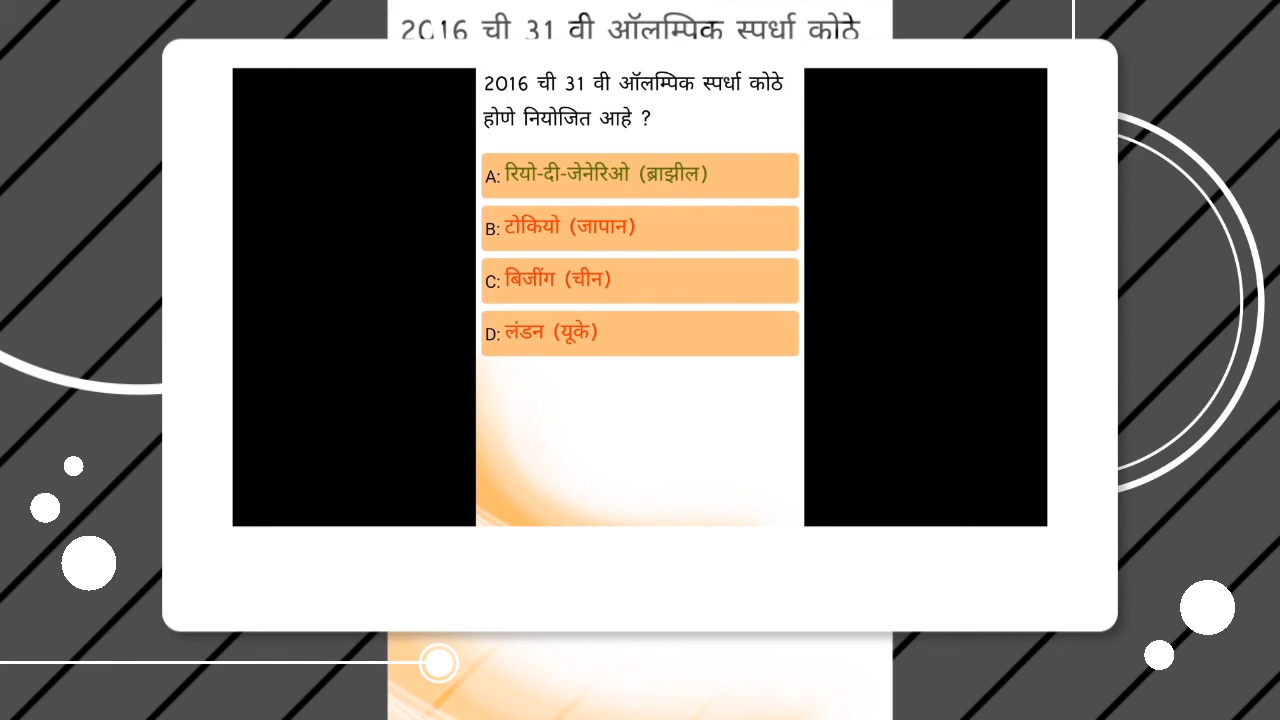 2016 ची 31 वी ऑलम्पिक स्पर्धा कोठे
2016 ची 31 वी ऑलम्पिक स्पर्धा कोठे
होणे नियोजित आहे ?
A: रियो-दी-जेनेरिओ (ब्राझील)
B: टोकियो (जापान)
C: बिजींग (चीन)
D: लंडन (यूके)